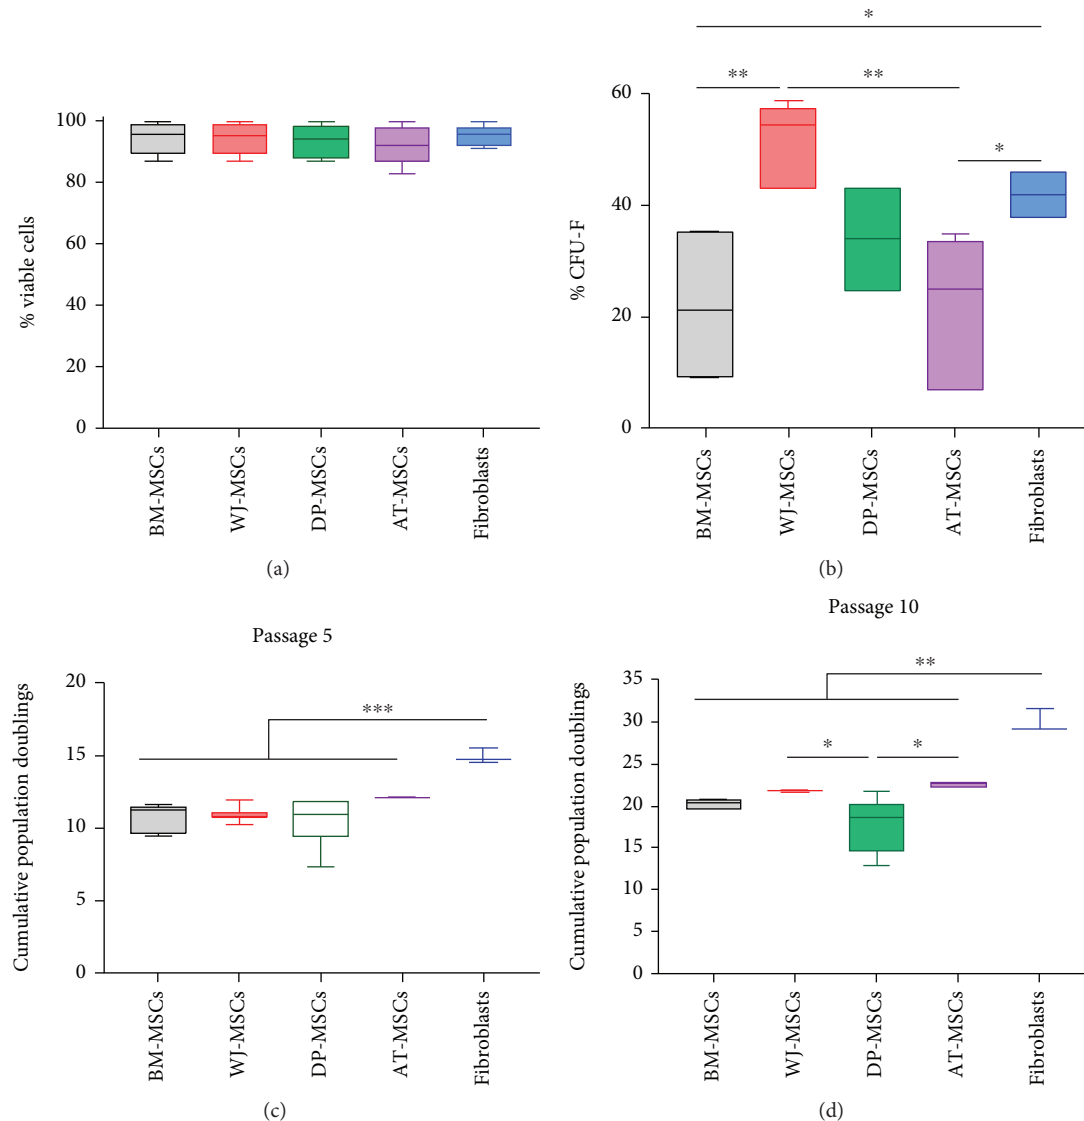 % viable cells
100
80
60
40
20
0
BM-MSCs
WJ-MSCs
DP-MSCs
AT-MSCs
Fibroblasts
(a)
% CFU-F
60
40
20
0
*
**
**
*
BM-MSCs
WJ-MSCs
DP-MSCs
AT-MSCs
Fibroblasts
(b)
Passage 5
Cumulative population doublings
20
15
10
5
0
***
BM-MSCs
WJ-MSCs
DP-MSCs
AT-MSCs
Fibroblasts
(c)
Passage 10
Cumulative population doublings
35
30
25
20
15
10
5
0
**
*
*
BM-MSCs
WJ-MSCs
DP-MSCs
AT-MSCs
Fibroblasts
(d)